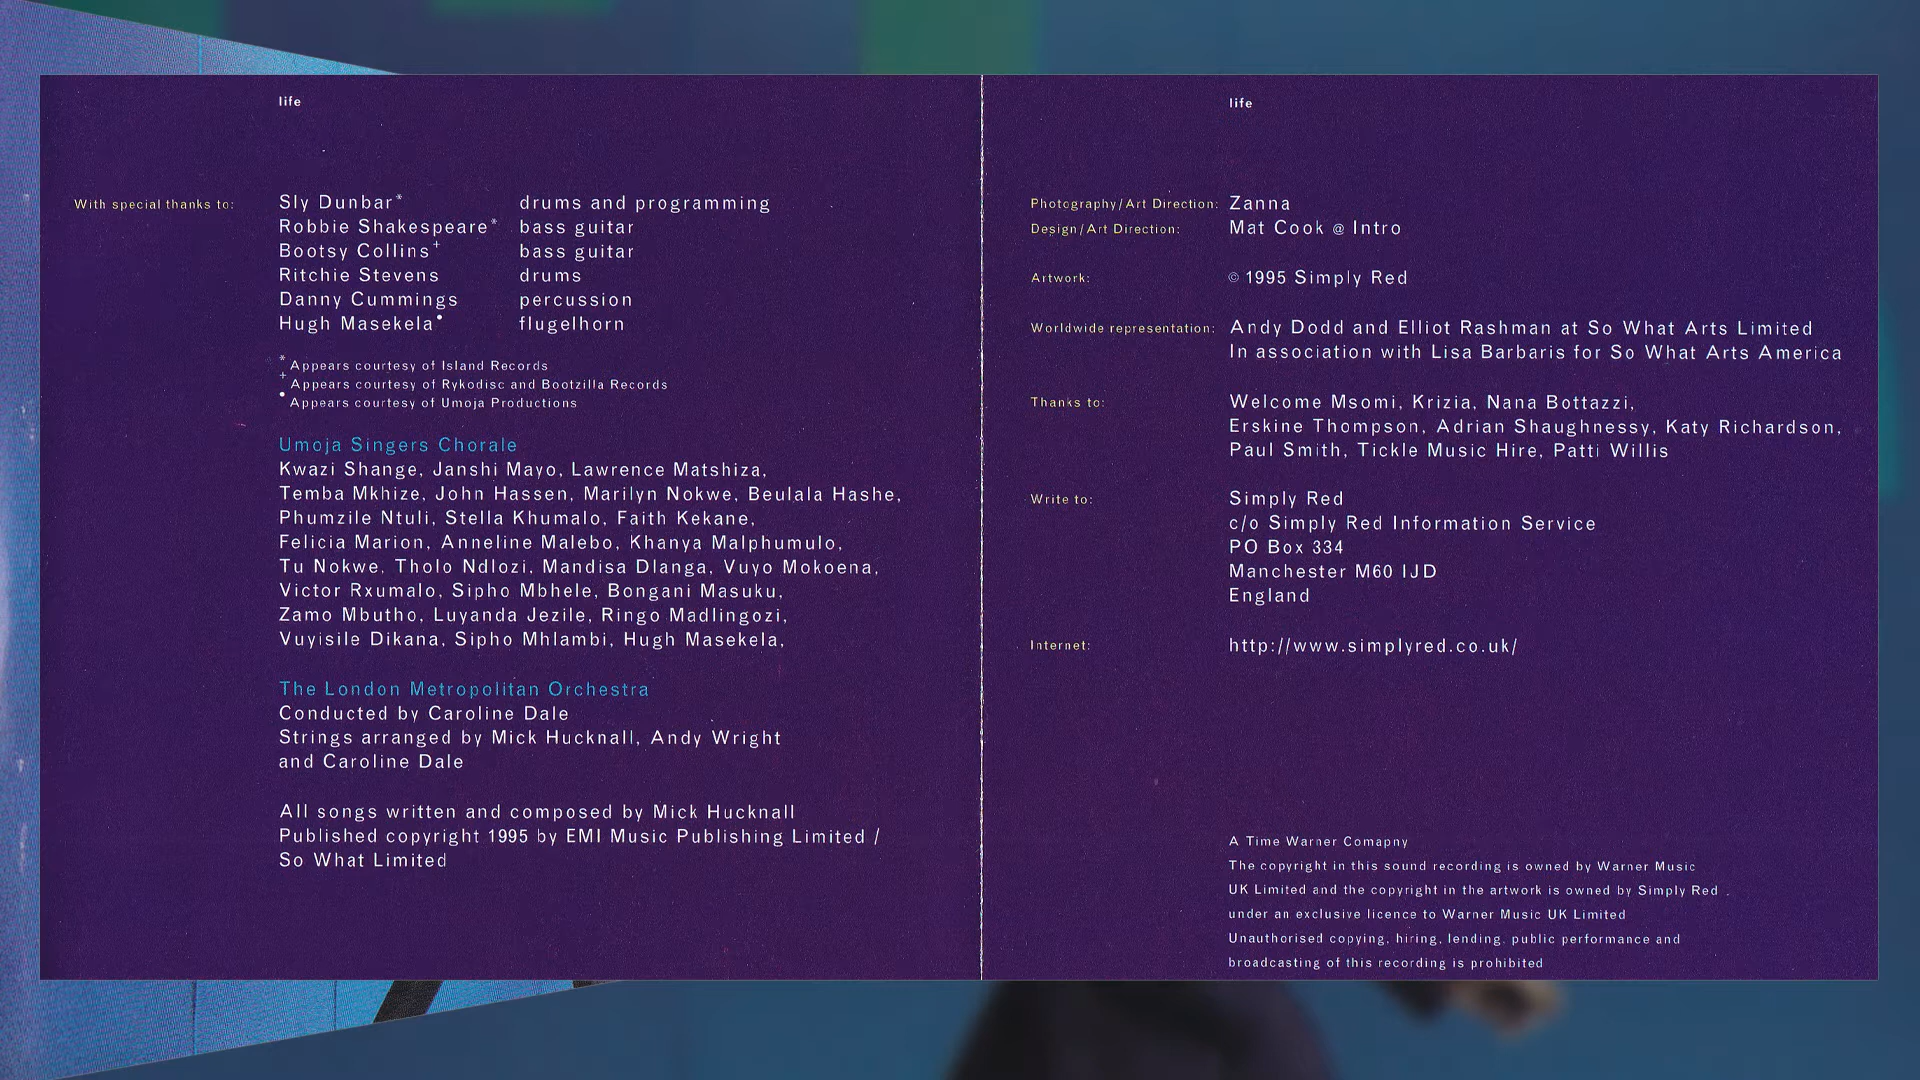 life
With special thanks to:
Sly Dunbar* drums and programming
Robbie Shakespeare* bass guitar
Bootsy Collins+ bass guitar
Ritchie Stevens drums
Danny Cummings percussion
Hugh Masekela• flugelhorn
* Appears courtesy of Island Records
+ Appears courtesy of Rykodisc and Bootzilla Records
• Appears courtesy of Umoja Productions
Umoja Singers Chorale
Kwazi Shange, Janshi Mayo, Lawrence Matshiza,
Temba Mkhize, John Hassen, Marilyn Nokwe, Beulala Hashe,
Phumzile Ntuli, Stella Khumalo, Faith Kekane,
Felicia Marion, Anneline Malebo, Khanya Malphumulo,
Tu Nokwe, Tholo Ndlozi, Mandisa Dlanga, Vuyo Mokoena,
Victor Rxumalo, Sipho Mbhele, Bongani Masuku,
Zamo Mbutho, Luyanda Jezile, Ringo Madlingozi,
Vuyisile Dikana, Sipho Mhlambi, Hugh Masekela,
The London Metropolitan Orchestra
Conducted by Caroline Dale
Strings arranged by Mick Hucknall, Andy Wright
and Caroline Dale
All songs written and composed by Mick Hucknall
Published copyright 1995 by EMI Music Publishing Limited /
So What Limited
life
Photography/Art Direction: Zanna
Design/Art Direction: Mat Cook @ Intro
Artwork: © 1995 Simply Red
Worldwide representation: Andy Dodd and Elliot Rashman at So What Arts Limited
In association with Lisa Barbaris for So What Arts America
Thanks to: Welcome Msomi, Krizia, Nana Bottazzi,
Erskine Thompson, Adrian Shaughnessy, Katy Richardson,
Paul Smith, Tickle Music Hire, Patti Willis
Write to: Simply Red
c/o Simply Red Information Service
PO Box 334
Manchester M60 IJD
England
Internet: http://www.simplyred.co.uk/
A Time Warner Comapny
The copyright in this sound recording is owned by Warner Music
UK Limited and the copyright in the artwork is owned by Simply Red .
under an exclusive licence to Warner Music UK Limited
Unauthorised copying, hiring, lending, public performance and
broadcasting of this recording is prohibited